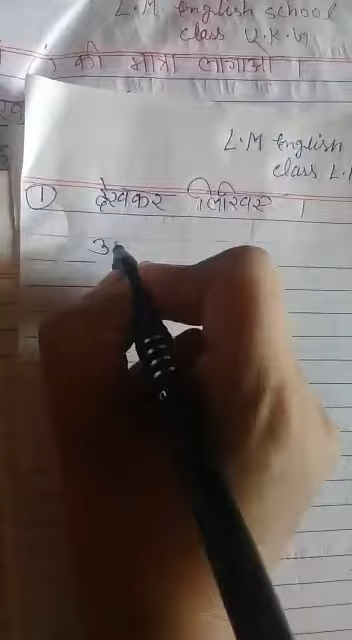 L.M English school
class U.K.G
की मात्रा लगाओ ।
L.M English
class L.
① देखकर लिखिए ।